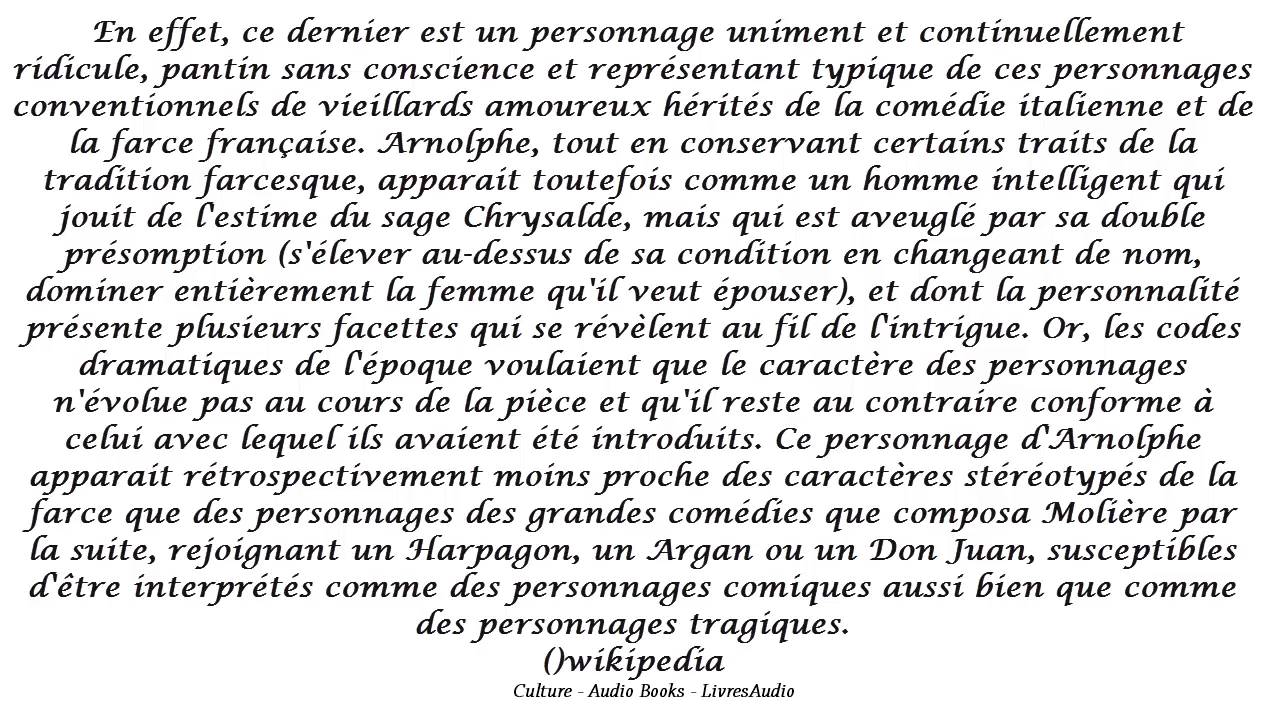 En effet, ce dernier est un personnage uniment et continuellement
ridicule, pantin sans conscience et représentant typique de ces personnages
conventionnels de vieillards amoureux hérités de la comédie italienne et de
la farce française. Arnolphe, tout en conservant certains traits de la
tradition farcesque, apparait toutefois comme un homme intelligent qui
jouit de l'estime du sage Chrysalde, mais qui est aveuglé par sa double
présomption (s'élever au-dessus de sa condition en changeant de nom,
dominer entièrement la femme qu'il veut épouser), et dont la personnalité
présente plusieurs facettes qui se révèlent au fil de l'intrigue. Or, les codes
dramatiques de l'époque voulaient que le caractère des personnages
n'évolue pas au cours de la pièce et qu'il reste au contraire conforme à
celui avec lequel ils avaient été introduits. Ce personnage d'Arnolphe
apparait rétrospectivement moins proche des caractères stéréotypés de la
farce que des personnages des grandes comédies que composa Molière par
la suite, rejoignant un Harpagon, un Argan ou un Don Juan, susceptibles
d'être interprétés comme des personnages comiques aussi bien que comme
des personnages tragiques.
()wikipedia
Culture - Audio Books - LivresAudio